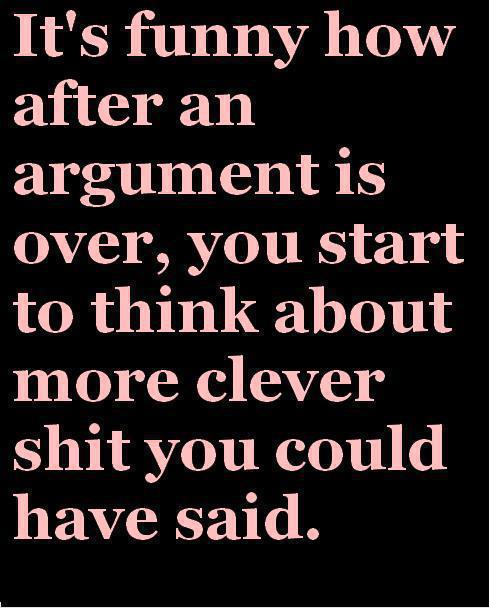 It's funny how
after an
argument is
over, you start
to think about
more clever
shit you could
have said.